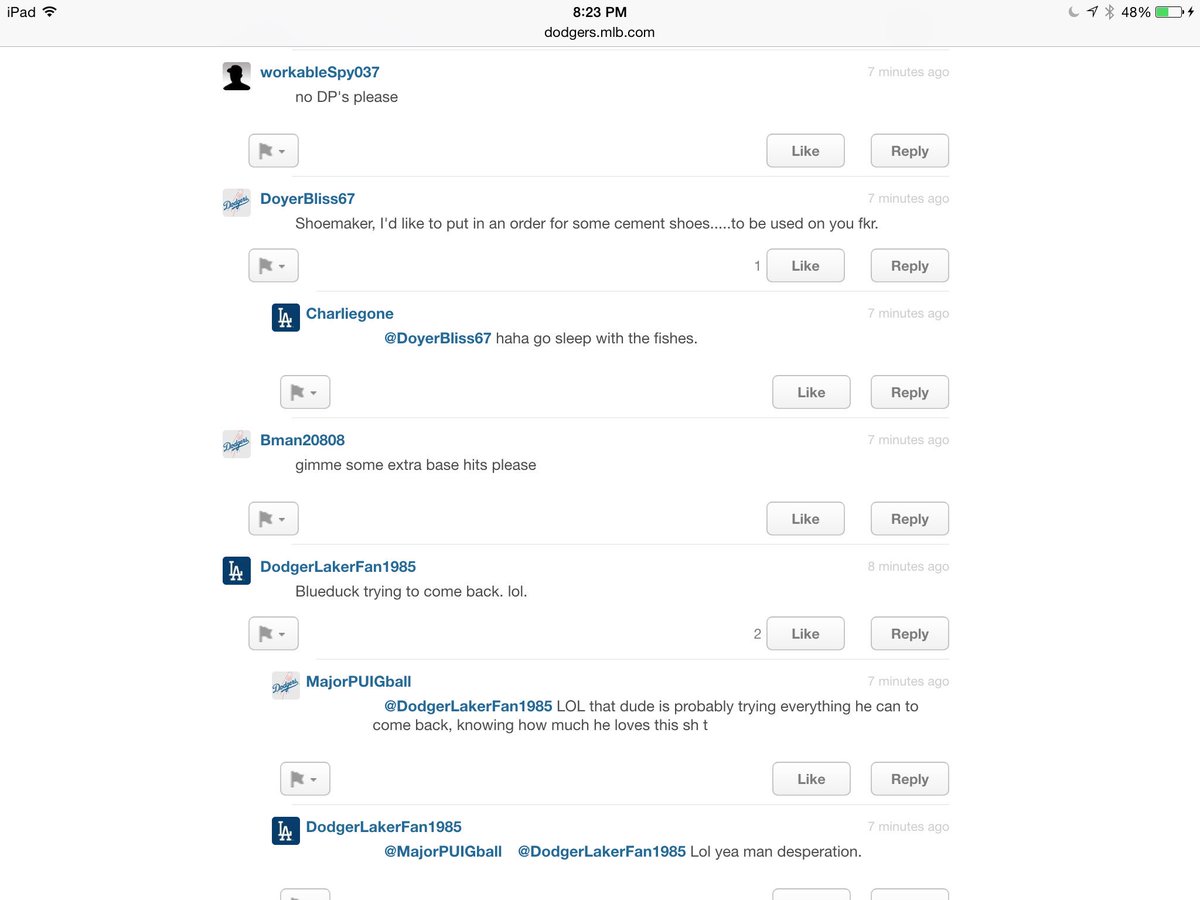 iPad 8:23 PM 48%
dodgers.mlb.com
workableSpy037 7 minutes ago
no DP's please
Like Reply
Dodgers DoyerBliss67 7 minutes ago
Shoemaker, I'd like to put in an order for some cement shoes.....to be used on you fkr.
1 Like Reply
LA Charliegone 7 minutes ago
@DoyerBliss67 haha go sleep with the fishes.
Like Reply
Dodgers Bman20808 7 minutes ago
gimme some extra base hits please
Like Reply
LA DodgerLakerFan1985 8 minutes ago
Blueduck trying to come back. lol.
2 Like Reply
Dodgers MajorPUIGball 7 minutes ago
@DodgerLakerFan1985 LOL that dude is probably trying everything he can to
come back, knowing how much he loves this sh t
Like Reply
LA DodgerLakerFan1985 7 minutes ago
@MajorPUIGball @DodgerLakerFan1985 Lol yea man desperation.